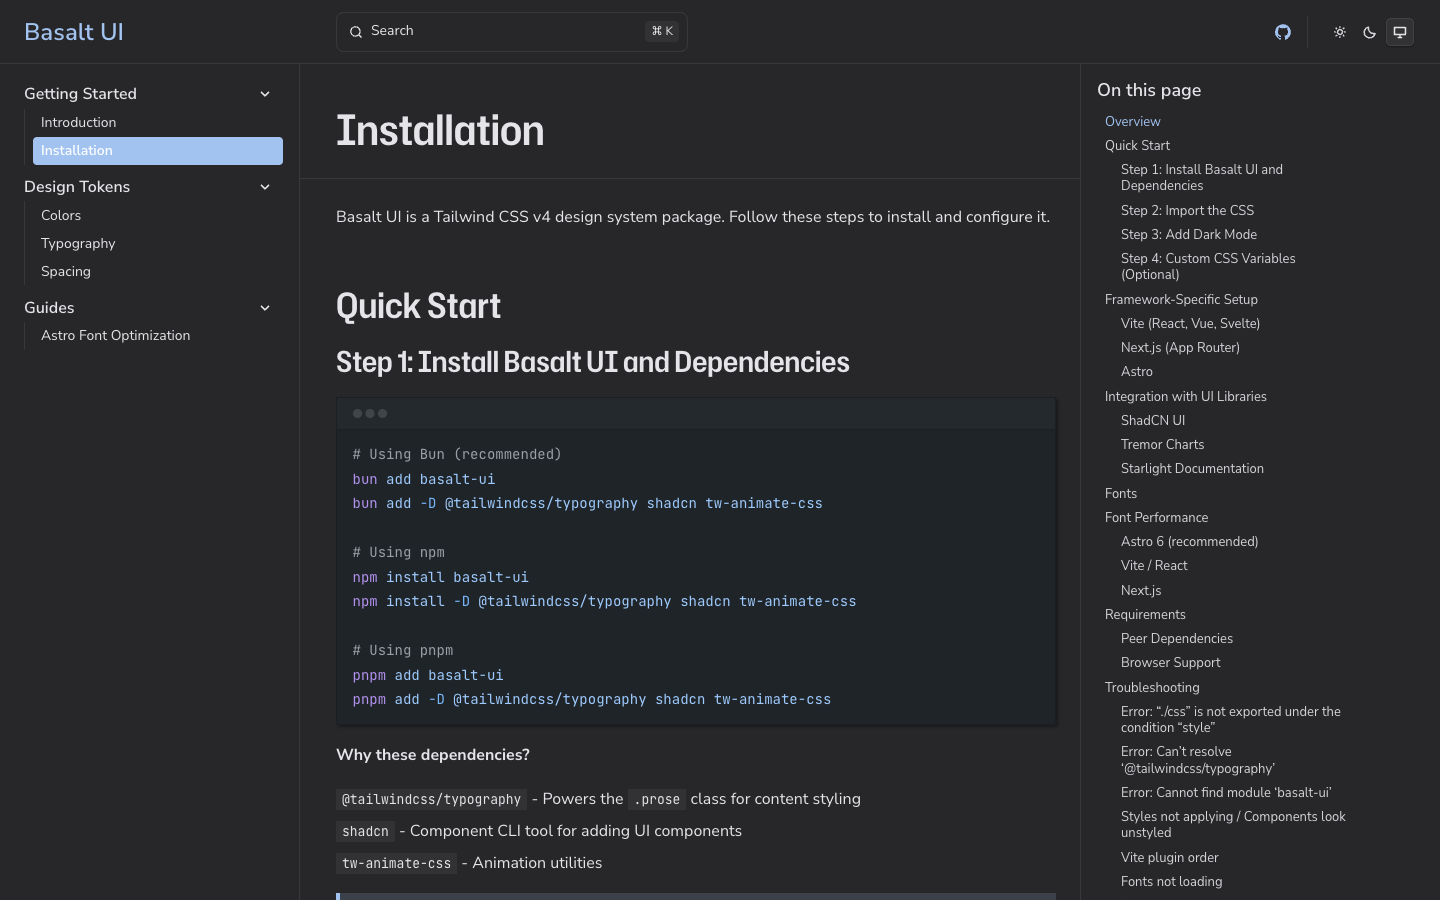 Basalt UI
Search
⌘ K
Getting Started
Introduction
Installation
Design Tokens
Colors
Typography
Spacing
Guides
Astro Font Optimization
Installation
Basalt UI is a Tailwind CSS v4 design system package. Follow these steps to install and configure it.
Quick Start
Step 1: Install Basalt UI and Dependencies
# Using Bun (recommended)
bun add basalt-ui
bun add -D @tailwindcss/typography shadcn tw-animate-css
# Using npm
npm install basalt-ui
npm install -D @tailwindcss/typography shadcn tw-animate-css
# Using pnpm
pnpm add basalt-ui
pnpm add -D @tailwindcss/typography shadcn tw-animate-css
Why these dependencies?
@tailwindcss/typography - Powers the .prose class for content styling
shadcn - Component CLI tool for adding UI components
tw-animate-css - Animation utilities
On this page
Overview
Quick Start
Step 1: Install Basalt UI and
Dependencies
Step 2: Import the CSS
Step 3: Add Dark Mode
Step 4: Custom CSS Variables
(Optional)
Framework-Specific Setup
Vite (React, Vue, Svelte)
Next.js (App Router)
Astro
Integration with UI Libraries
ShadCN UI
Tremor Charts
Starlight Documentation
Fonts
Font Performance
Astro 6 (recommended)
Vite / React
Next.js
Requirements
Peer Dependencies
Browser Support
Troubleshooting
Error: “./css” is not exported under the
condition “style”
Error: Can’t resolve
‘@tailwindcss/typography’
Error: Cannot find module ‘basalt-ui’
Styles not applying / Components look
unstyled
Vite plugin order
Fonts not loading